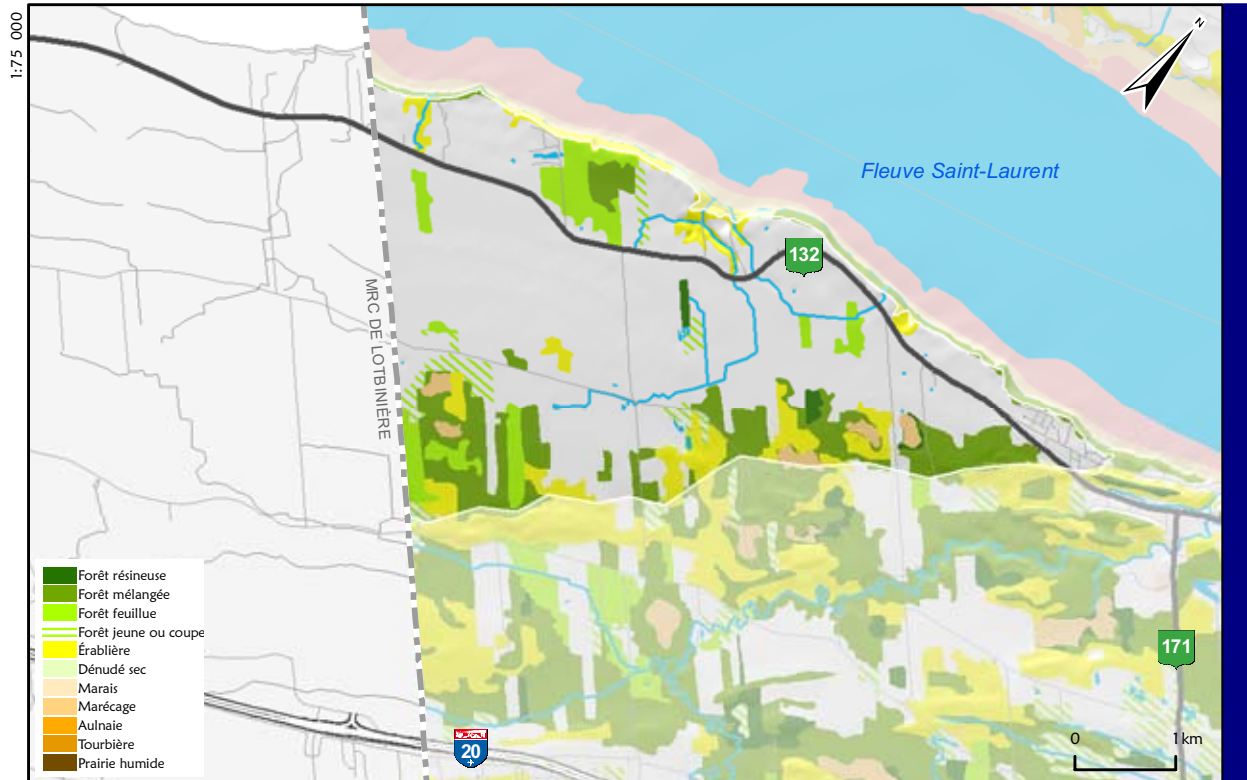 1:75 000
N
Fleuve Saint-Laurent
132
MRC DE LOTBINIÈRE
Forêt résineuse
Forêt mélangée
Forêt feuillue
Forêt jeune ou coupe
Érablière
Dénudé sec
Marais
Marécage
Aulnaie
Tourbière
Prairie humide
20
171
0 1 km